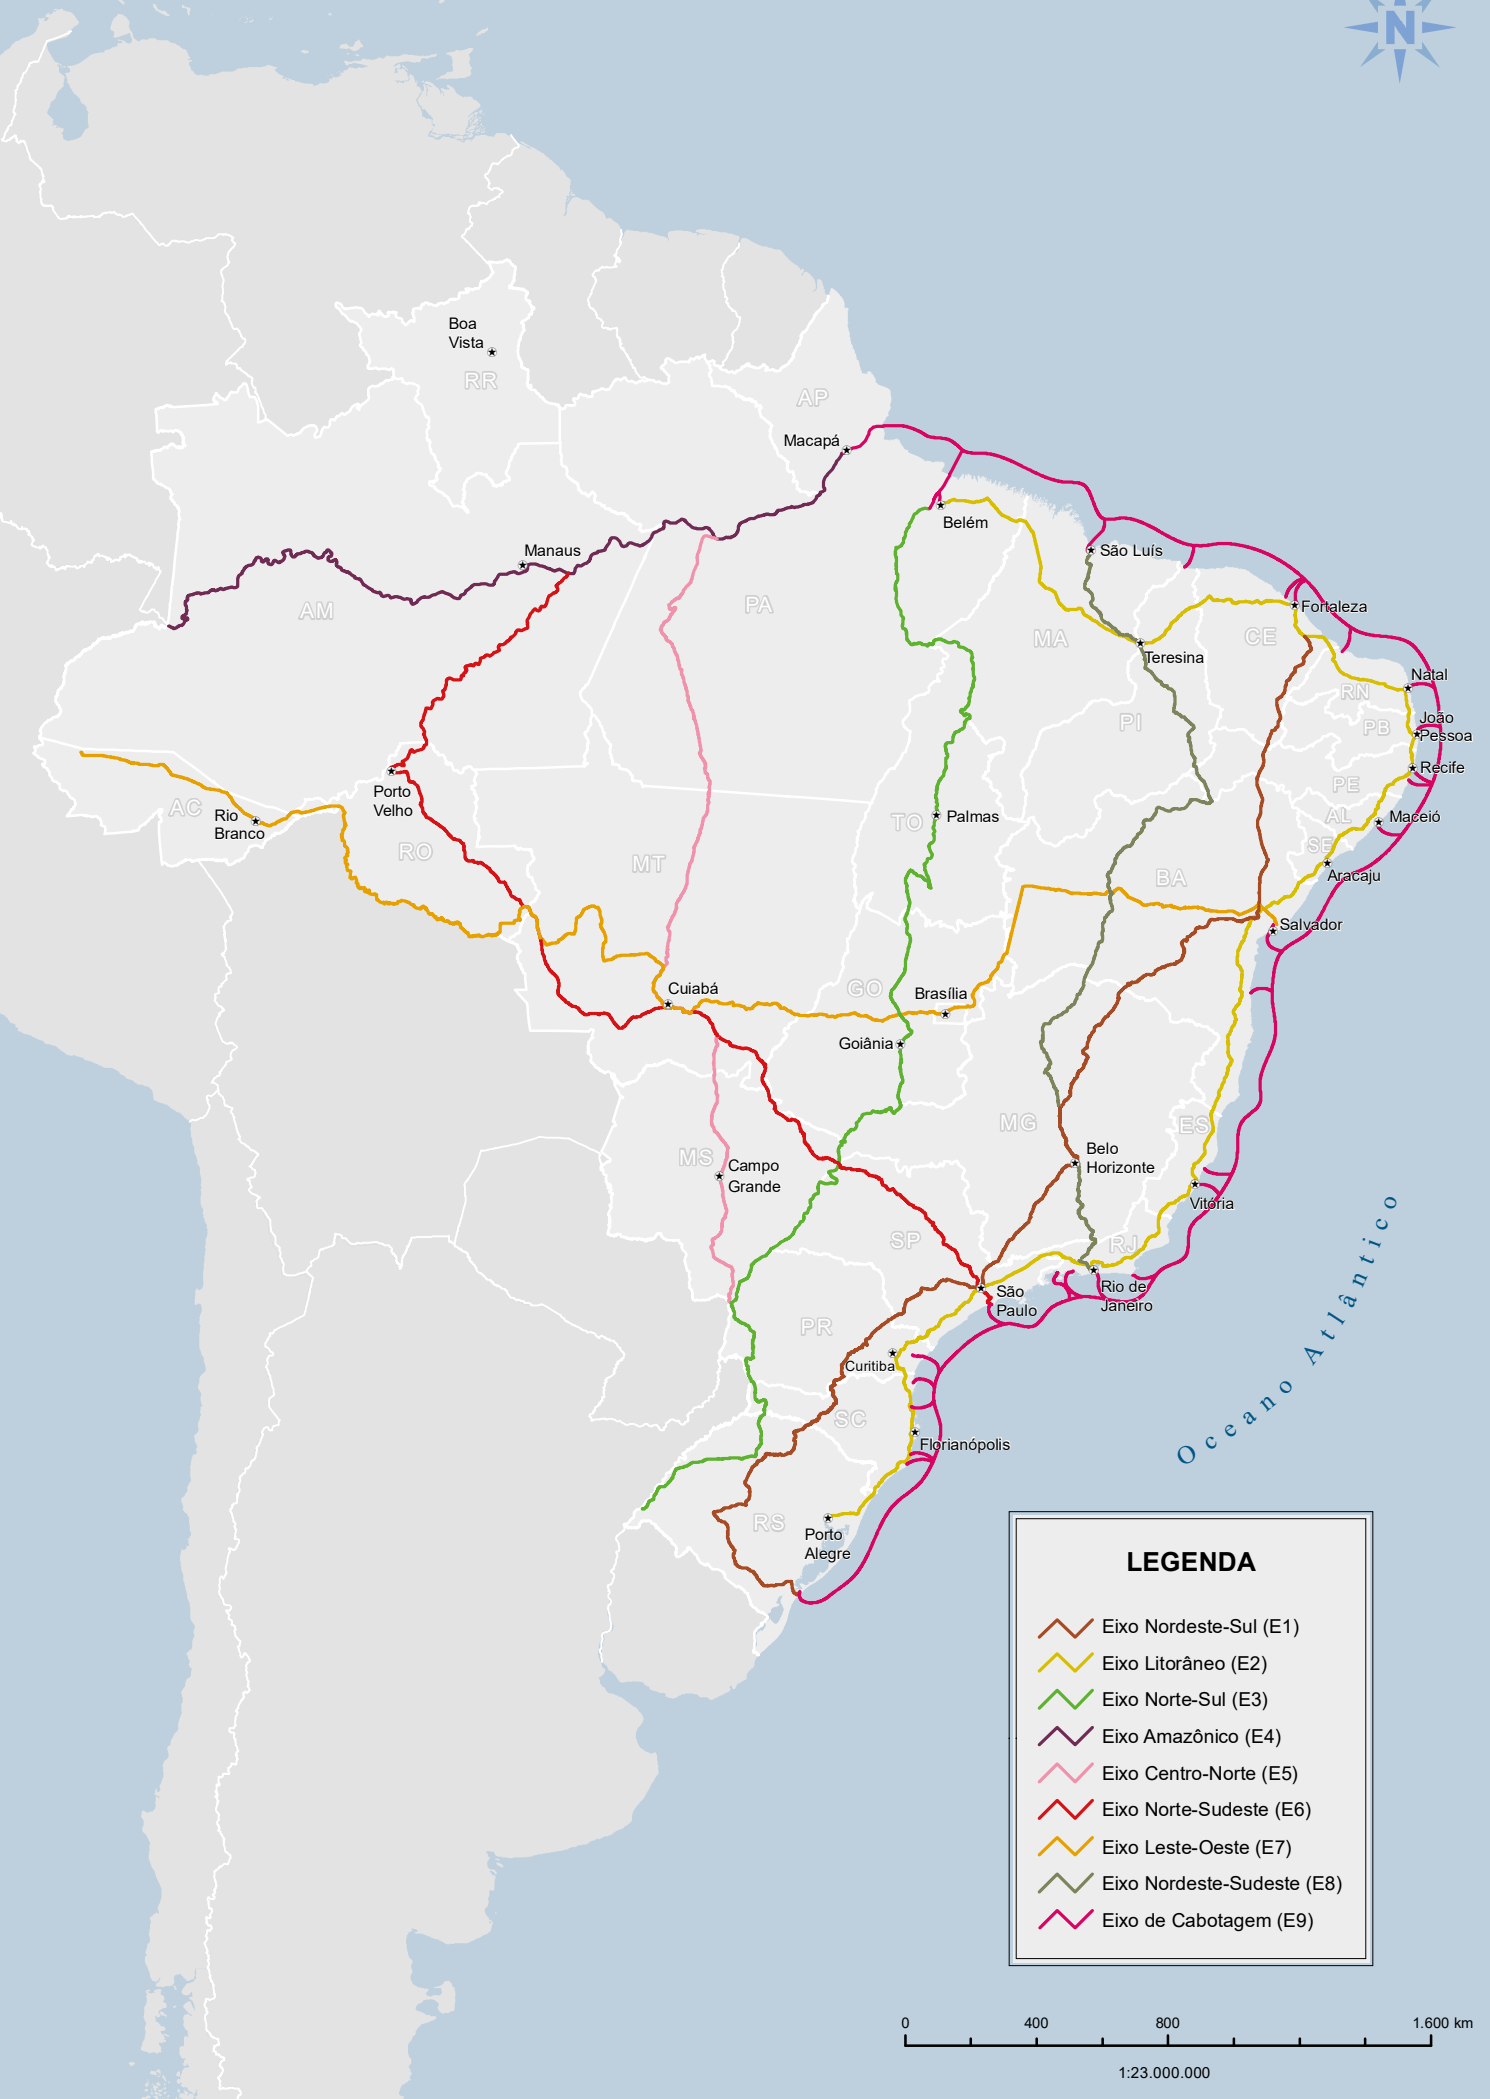 N
Boa
Vista
RR
AP
Macapá
Belém
São Luís
Manaus
AM
PA
MA
Fortaleza
CE
Teresina
Natal
RN
João
Pessoa
PB
PI
Recife
PE
Porto
Velho
AC
Rio
Branco
RO
MT
TO
Palmas
AL
Maceió
SE
Aracaju
BA
Salvador
Cuiabá
GO
Brasília
Goiânia
MG
ES
Belo
Horizonte
MS
Campo
Grande
Vitória
SP
RJ
Rio de
Janeiro
São
Paulo
PR
Curitiba
SC
Florianópolis
RS
Porto
Alegre
Oceano Atlântico
LEGENDA
Eixo Nordeste-Sul (E1)
Eixo Litorâneo (E2)
Eixo Norte-Sul (E3)
Eixo Amazônico (E4)
Eixo Centro-Norte (E5)
Eixo Norte-Sudeste (E6)
Eixo Leste-Oeste (E7)
Eixo Nordeste-Sudeste (E8)
Eixo de Cabotagem (E9)
0 400 800 1.600 km
1:23.000.000